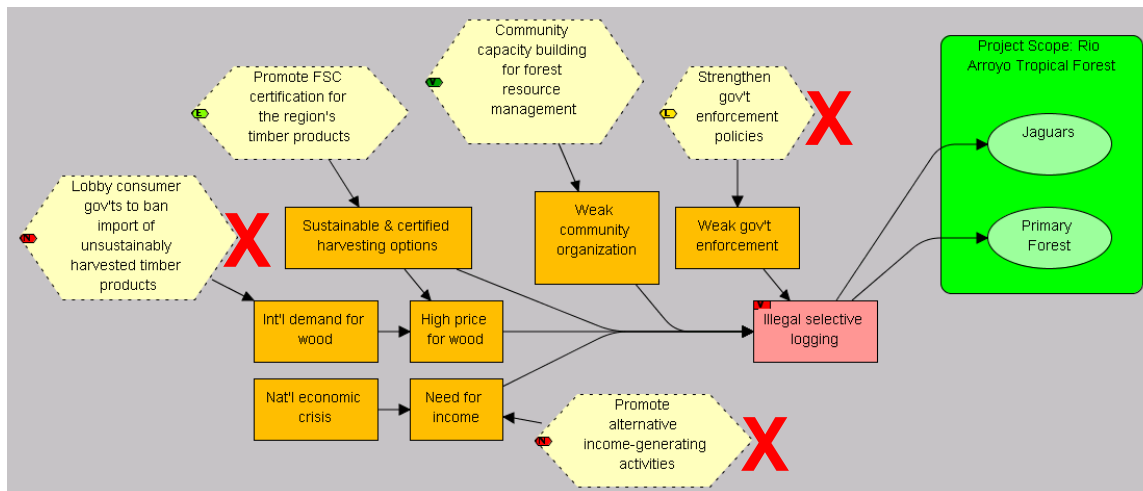 Community
capacity building
for forest
resource
management
V
Promote FSC
certification for
the region's
timber products
E
Strengthen
gov't
enforcement
policies
L
X
Project Scope: Rio
Arroyo Tropical Forest
Jaguars
Primary
Forest
Lobby consumer
gov'ts to ban
import of
unsustainably
harvested timber
products
N
X
Sustainable & certified
harvesting options
Weak
community
organization
Weak gov't
enforcement
Int'l demand for
wood
High price
for wood
V
Illegal selective
logging
Nat'l economic
crisis
Need for
income
Promote
alternative
income-generating
activities
N
X